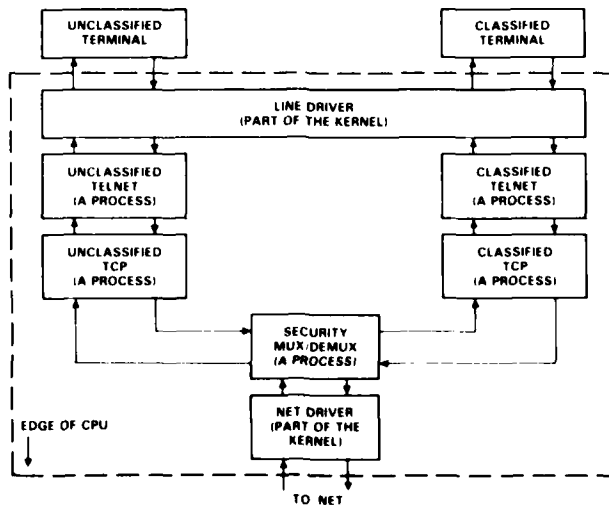 UNCLASSIFIED
TERMINAL
CLASSIFIED
TERMINAL
LINE DRIVER
(PART OF THE KERNEL)
UNCLASSIFIED
TELNET
(A PROCESS)
CLASSIFIED
TELNET
(A PROCESS)
UNCLASSIFIED
TCP
(A PROCESS)
CLASSIFIED
TCP
(A PROCESS)
SECURITY
MUX/DEMUX
(A PROCESS)
NET DRIVER
(PART OF THE
KERNEL)
EDGE OF CPU
TO NET